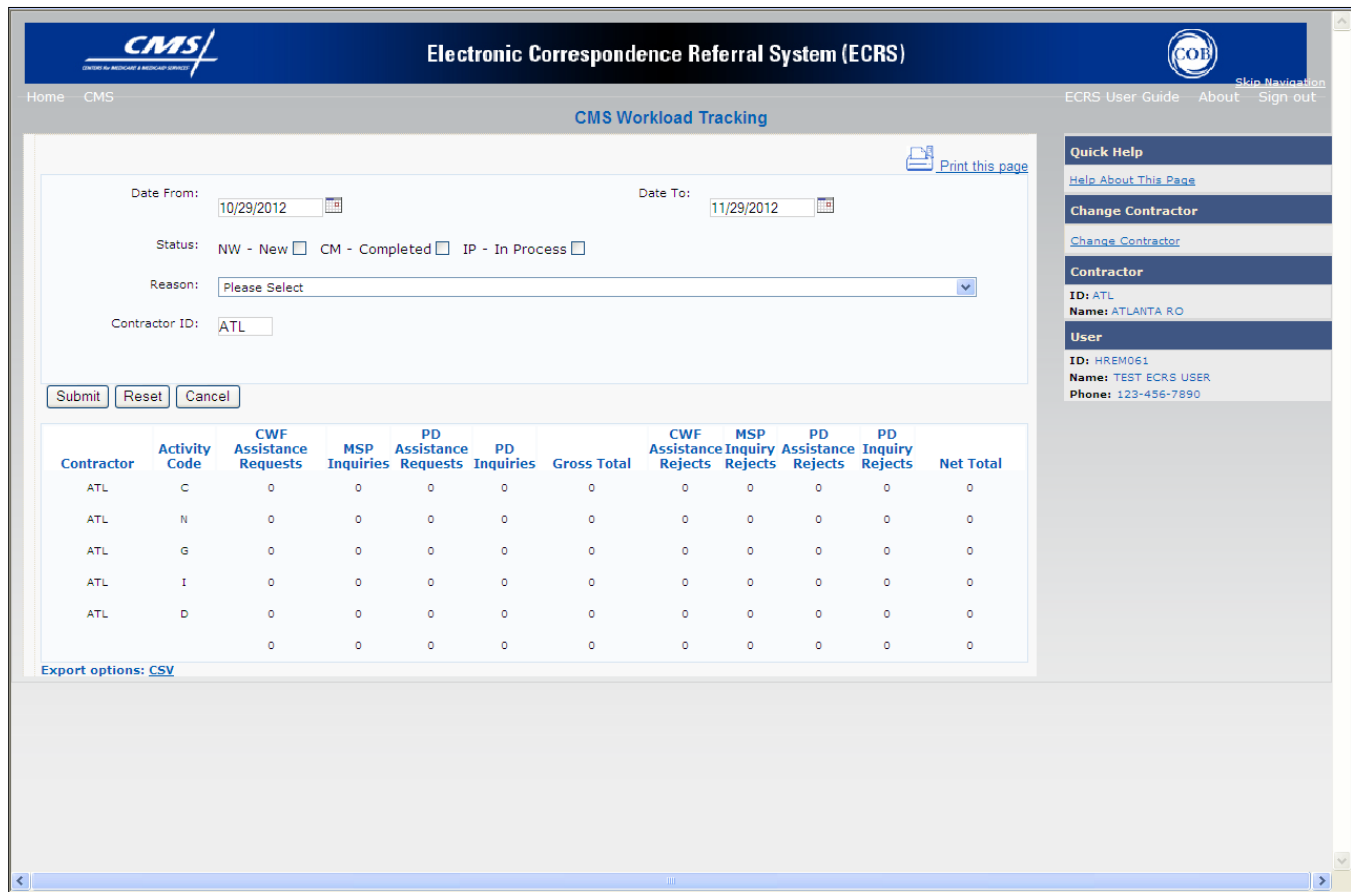 CMS
CENTERS for MEDICARE & MEDICAID SERVICES
Electronic Correspondence Referral System (ECRS)
COB
Skip Navigation
Home CMS
ECRS User Guide About Sign out
CMS Workload Tracking
Print this page
Date From: 10/29/2012
Date To: 11/29/2012
Status: NW - New CM - Completed IP - In Process
Reason: Please Select
Contractor ID: ATL
Submit Reset Cancel
Contractor Activity Code CWF Assistance Requests MSP Inquiries PD Assistance Requests PD Inquiries Gross Total CWF Assistance Rejects MSP Inquiry Rejects PD Assistance Rejects PD Inquiry Rejects Net Total
ATL C 0 0 0 0 0 0 0 0 0 0
ATL N 0 0 0 0 0 0 0 0 0 0
ATL G 0 0 0 0 0 0 0 0 0 0
ATL I 0 0 0 0 0 0 0 0 0 0
ATL D 0 0 0 0 0 0 0 0 0 0
0 0 0 0 0 0 0 0 0 0
Export options: CSV
Quick Help
Help About This Page
Change Contractor
Change Contractor
Contractor
ID: ATL
Name: ATLANTA RO
User
ID: HREM061
Name: TEST ECRS USER
Phone: 123-456-7890